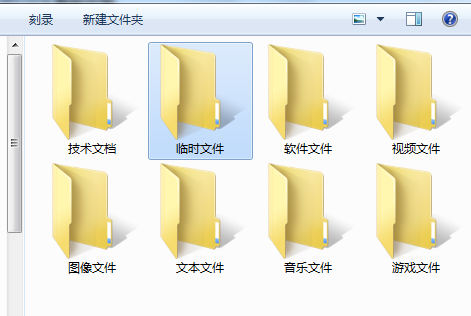 刻录 新建文件夹
技术文档 临时文件 软件文件 视频文件
图像文件 文本文件 音乐文件 游戏文件